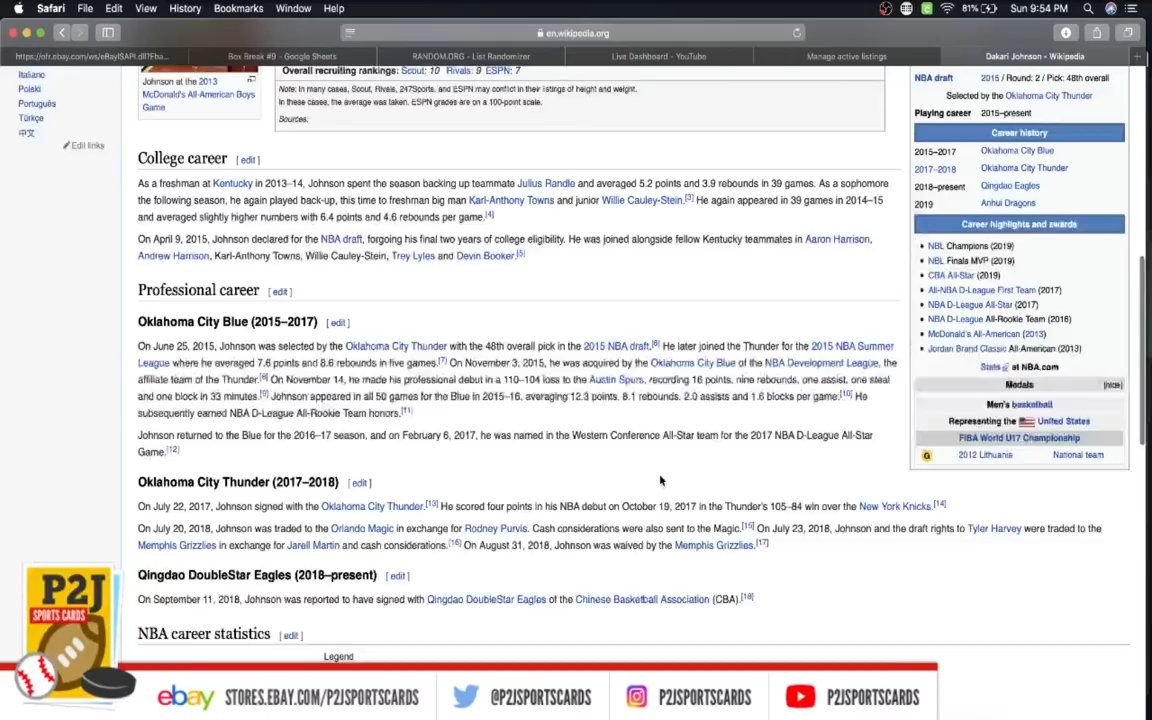 Safari File Edit View History Bookmarks Window Help
81% Sun 9:54 PM
en.wikipedia.org
https://ofr.ebay.com/ws/eBayISAPI.dll?Fba...
Box Break #9 - Google Sheets
RANDOM.ORG - List Randomizer
Live Dashboard - YouTube
Manage active listings
Dakari Johnson - Wikipedia
Italiano
Polski
Português
Türkçe
中文
Edit links
Johnson at the 2013
McDonald's All-American Boys
Game
Overall recruiting rankings: Scout: 10 Rivals: 9 ESPN: 7
Note: In many cases, Scout, Rivals, 247Sports, and ESPN may conflict in their listings of height and weight.
In these cases, the average was taken. ESPN grades are on a 100-point scale.
Sources:
College career [ edit ]
As a freshman at Kentucky in 2013–14, Johnson spent the season backing up teammate Julius Randle and averaged 5.2 points and 3.9 rebounds in 39 games. As a sophomore
the following season, he again played back-up, this time to freshman big man Karl-Anthony Towns and junior Willie Cauley-Stein.[3] He again appeared in 39 games in 2014–15
and averaged slightly higher numbers with 6.4 points and 4.6 rebounds per game.[4]
On April 9, 2015, Johnson declared for the NBA draft, forgoing his final two years of college eligibility. He was joined alongside fellow Kentucky teammates in Aaron Harrison,
Andrew Harrison, Karl-Anthony Towns, Willie Cauley-Stein, Trey Lyles and Devin Booker.[5]
Professional career [ edit ]
Oklahoma City Blue (2015–2017) [ edit ]
On June 25, 2015, Johnson was selected by the Oklahoma City Thunder with the 48th overall pick in the 2015 NBA draft.[6] He later joined the Thunder for the 2015 NBA Summer
League where he averaged 7.6 points and 8.6 rebounds in five games.[7] On November 3, 2015, he was acquired by the Oklahoma City Blue of the NBA Development League, the
affiliate team of the Thunder.[8] On November 14, he made his professional debut in a 110–104 loss to the Austin Spurs, recording 16 points, nine rebounds, one assist, one steal
and one block in 33 minutes.[9] Johnson appeared in all 50 games for the Blue in 2015–16, averaging 12.3 points, 8.1 rebounds, 2.0 assists and 1.6 blocks per game.[10] He
subsequently earned NBA D-League All-Rookie Team honors.[11]
Johnson returned to the Blue for the 2016–17 season, and on February 6, 2017, he was named in the Western Conference All-Star team for the 2017 NBA D-League All-Star
Game.[12]
Oklahoma City Thunder (2017–2018) [ edit ]
On July 22, 2017, Johnson signed with the Oklahoma City Thunder.[13] He scored four points in his NBA debut on October 19, 2017 in the Thunder's 105–84 win over the New York Knicks.[14]
On July 20, 2018, Johnson was traded to the Orlando Magic in exchange for Rodney Purvis. Cash considerations were also sent to the Magic.[15] On July 23, 2018, Johnson and the draft rights to Tyler Harvey were traded to the
Memphis Grizzlies in exchange for Jarell Martin and cash considerations.[16] On August 31, 2018, Johnson was waived by the Memphis Grizzlies.[17]
Qingdao DoubleStar Eagles (2018–present) [ edit ]
On September 11, 2018, Johnson was reported to have signed with Qingdao DoubleStar Eagles of the Chinese Basketball Association (CBA).[18]
NBA career statistics [ edit ]
Legend
NBA draft 2015 / Round: 2 / Pick: 48th overall
Selected by the Oklahoma City Thunder
Playing career 2015–present
Career history
2015–2017 Oklahoma City Blue
2017–2018 Oklahoma City Thunder
2018–present Qingdao Eagles
2019 Anhui Dragons
Career highlights and awards
NBL Champions (2019)
NBL Finals MVP (2019)
CBA All-Star (2019)
All-NBA D-League First Team (2017)
NBA D-League All-Star (2017)
NBA D-League All-Rookie Team (2016)
McDonald's All-American (2013)
Jordan Brand Classic All-American (2013)
Stats at NBA.com
Medals [hide]
Men's basketball
Representing the United States
FIBA World U17 Championship
G 2012 Lithuania National team
P2J
SPORTS CARDS
ebay STORES.EBAY.COM/P2JSPORTSCARDS
@P2JSPORTSCARDS
P2JSPORTSCARDS
P2JSPORTSCARDS